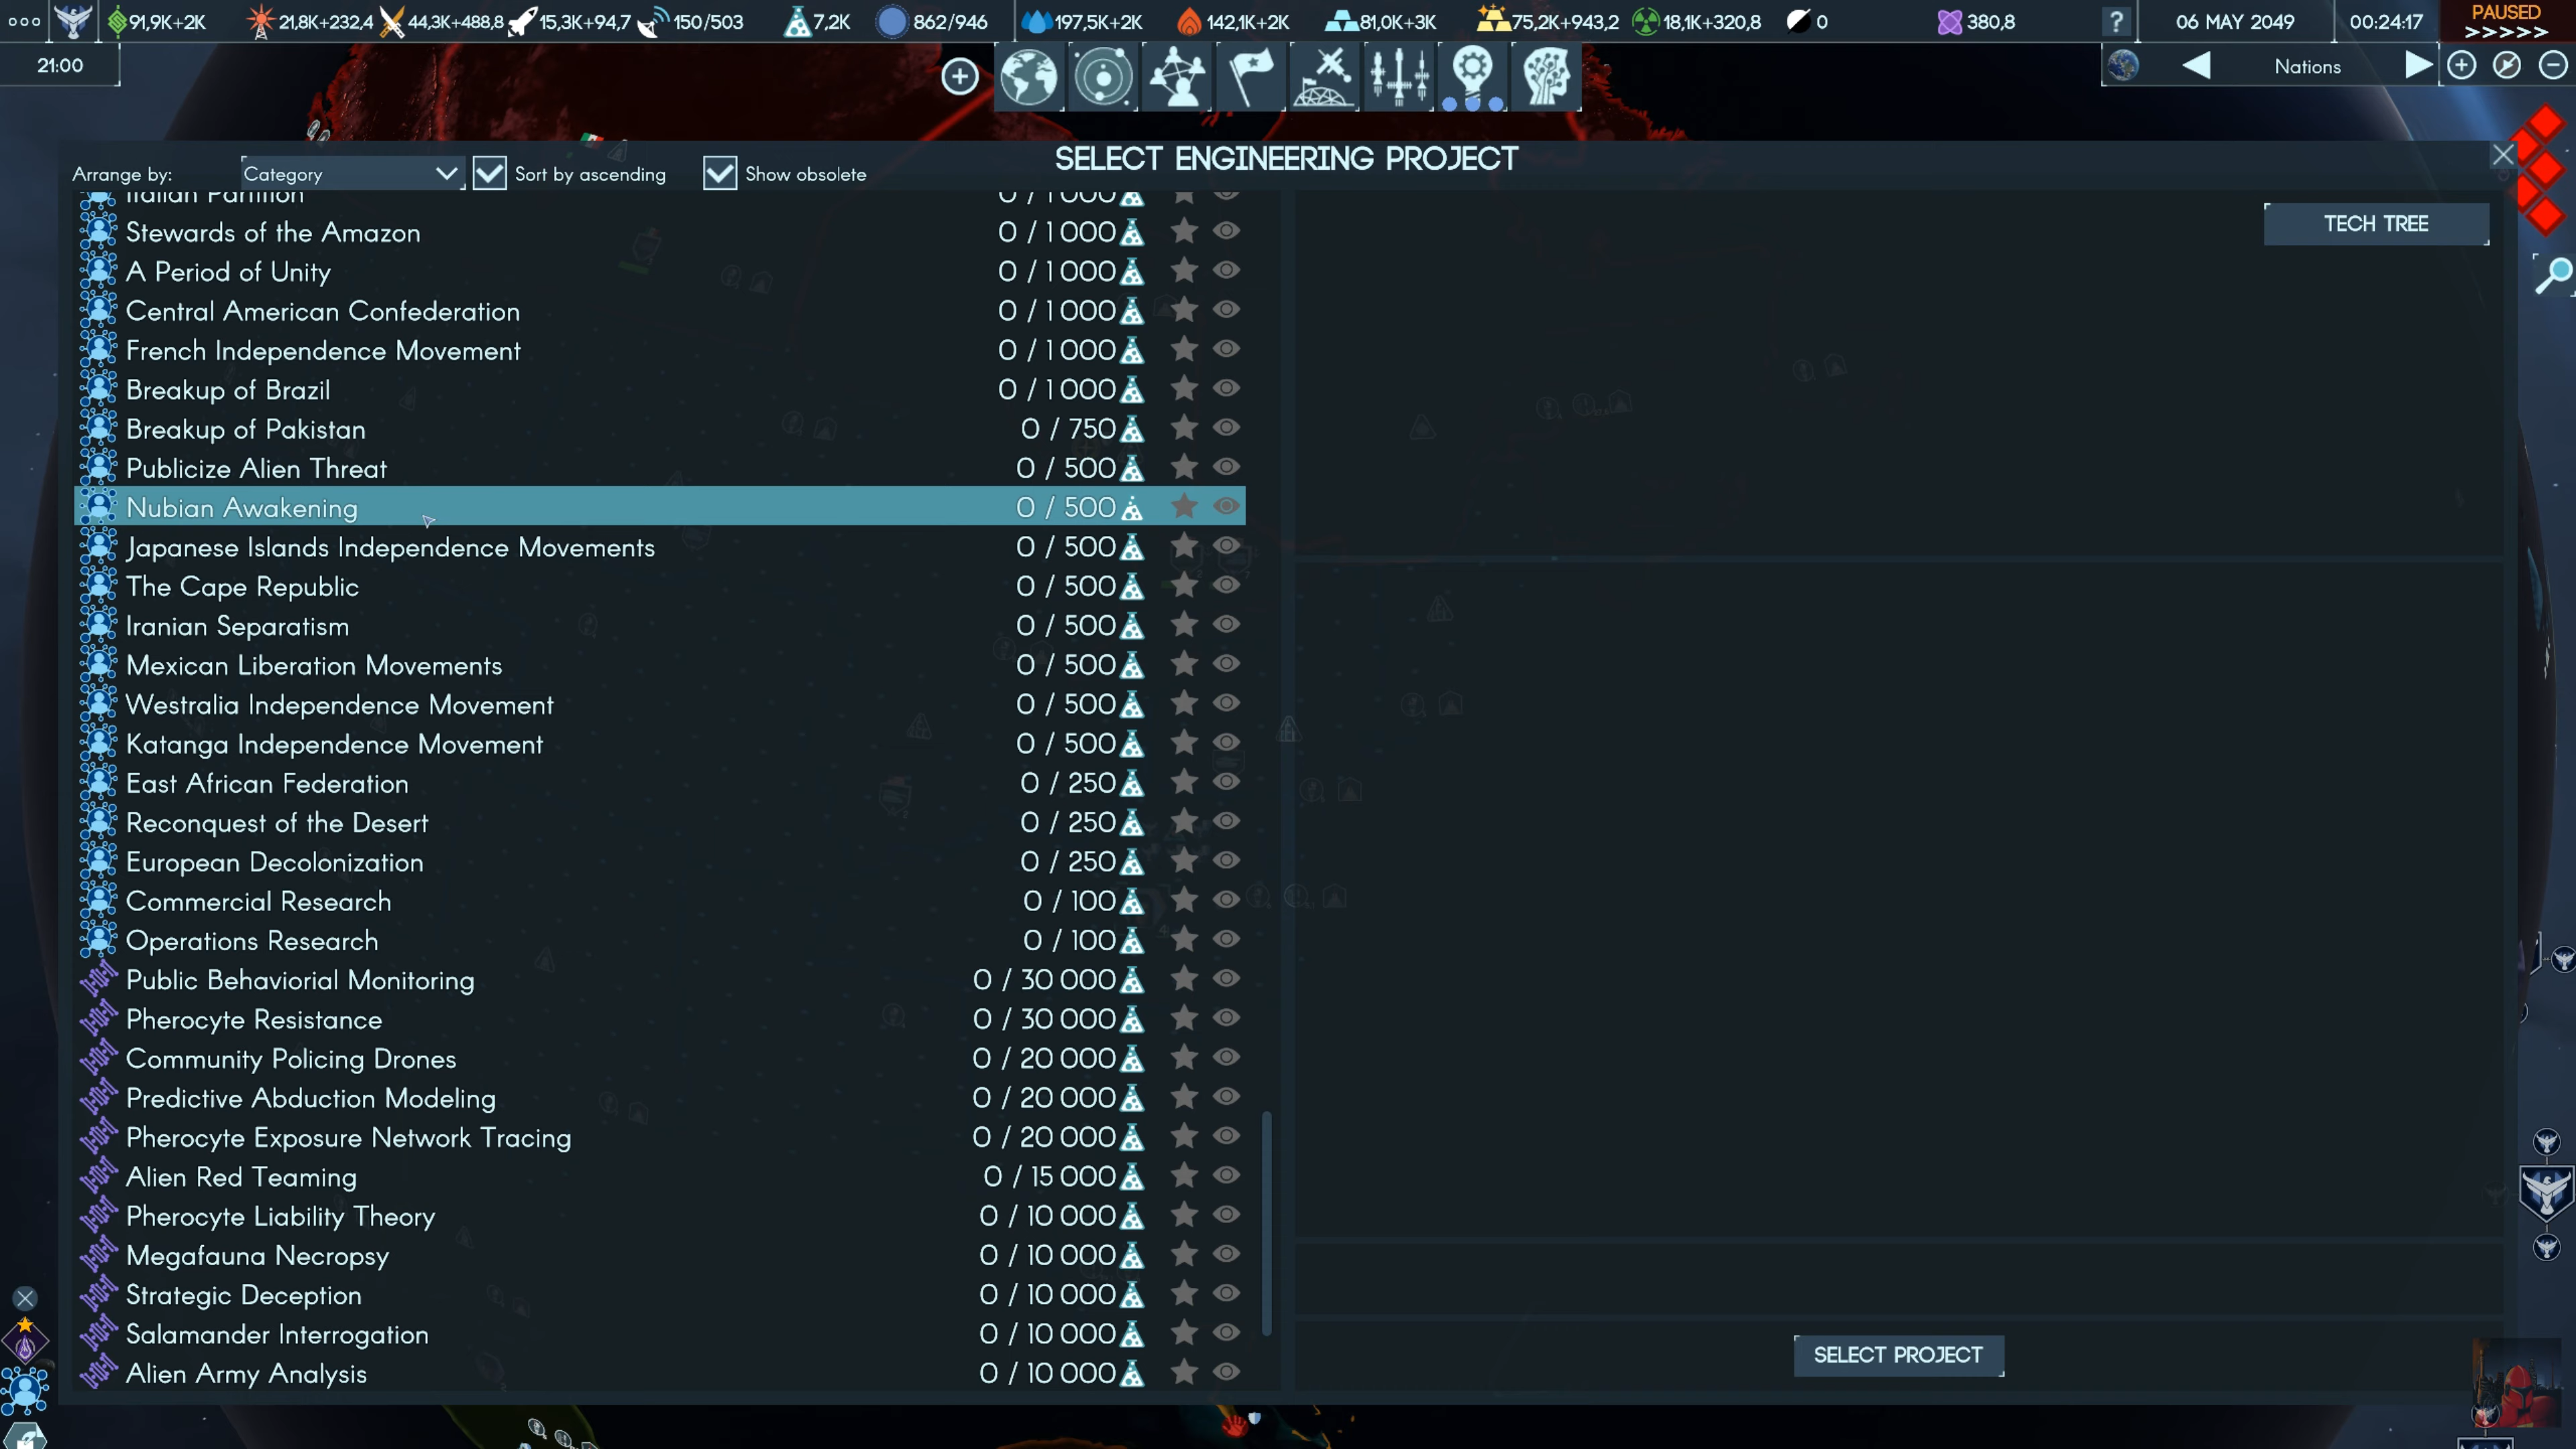 91,9K+2K 21,8K+232,4 44,3K+488,8 15,3K+94,7 150/503 7,2K 862/946 197,5K+2K 142,1K+2K 81,0K+3K 75,2K+943,2 18,1K+320,8 0 380,8 ? 06 MAY 2049 00:24:17 PAUSED
>>>>>
21:00
Nations
SELECT ENGINEERING PROJECT
Arrange by: Category Sort by ascending Show obsolete
TECH TREE
Italian Partition 0 / 1000
Stewards of the Amazon 0 / 1000
A Period of Unity 0 / 1000
Central American Confederation 0 / 1000
French Independence Movement 0 / 1000
Breakup of Brazil 0 / 1000
Breakup of Pakistan 0 / 750
Publicize Alien Threat 0 / 500
Nubian Awakening 0 / 500
Japanese Islands Independence Movements 0 / 500
The Cape Republic 0 / 500
Iranian Separatism 0 / 500
Mexican Liberation Movements 0 / 500
Westralia Independence Movement 0 / 500
Katanga Independence Movement 0 / 500
East African Federation 0 / 250
Reconquest of the Desert 0 / 250
European Decolonization 0 / 250
Commercial Research 0 / 100
Operations Research 0 / 100
Public Behaviorial Monitoring 0 / 30 000
Pherocyte Resistance 0 / 30 000
Community Policing Drones 0 / 20 000
Predictive Abduction Modeling 0 / 20 000
Pherocyte Exposure Network Tracing 0 / 20 000
Alien Red Teaming 0 / 15 000
Pherocyte Liability Theory 0 / 10 000
Megafauna Necropsy 0 / 10 000
Strategic Deception 0 / 10 000
Salamander Interrogation 0 / 10 000
Alien Army Analysis 0 / 10 000
SELECT PROJECT